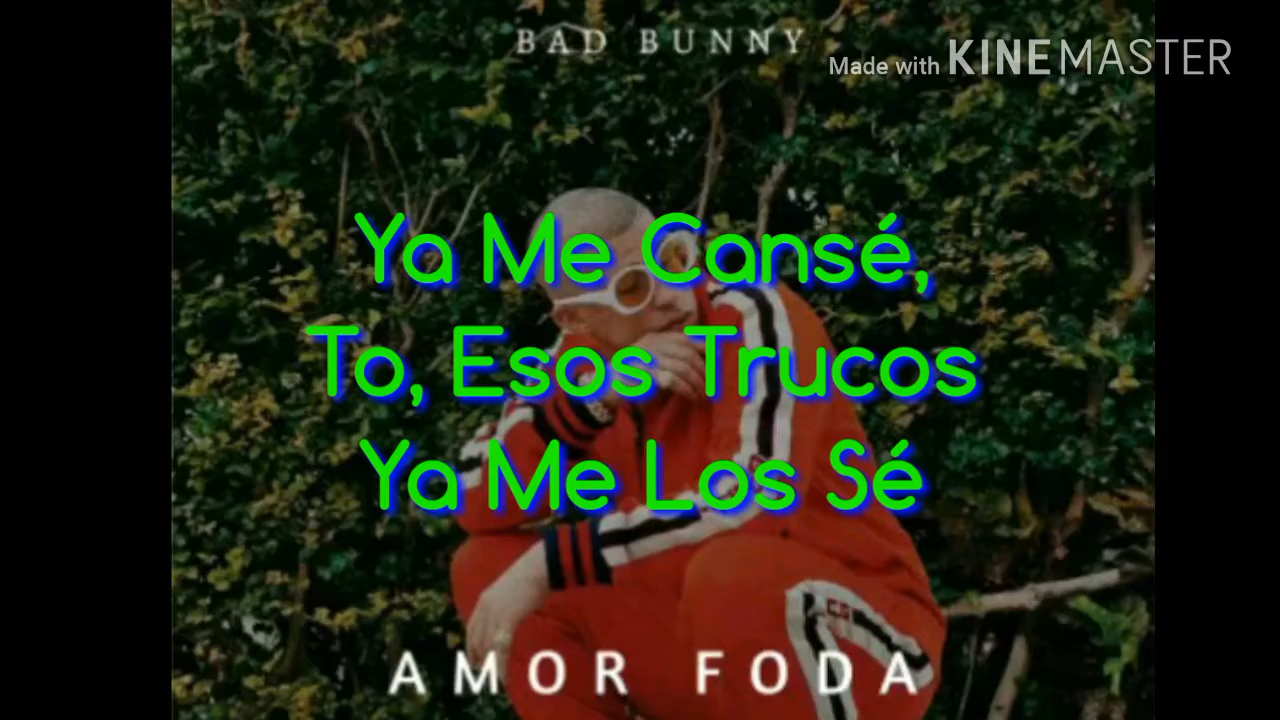 BAD BUNNY
Made with KINEMASTER
Ya Me Cansé,
To, Esos Trucos
Ya Me Los Sé
AMOR FODA